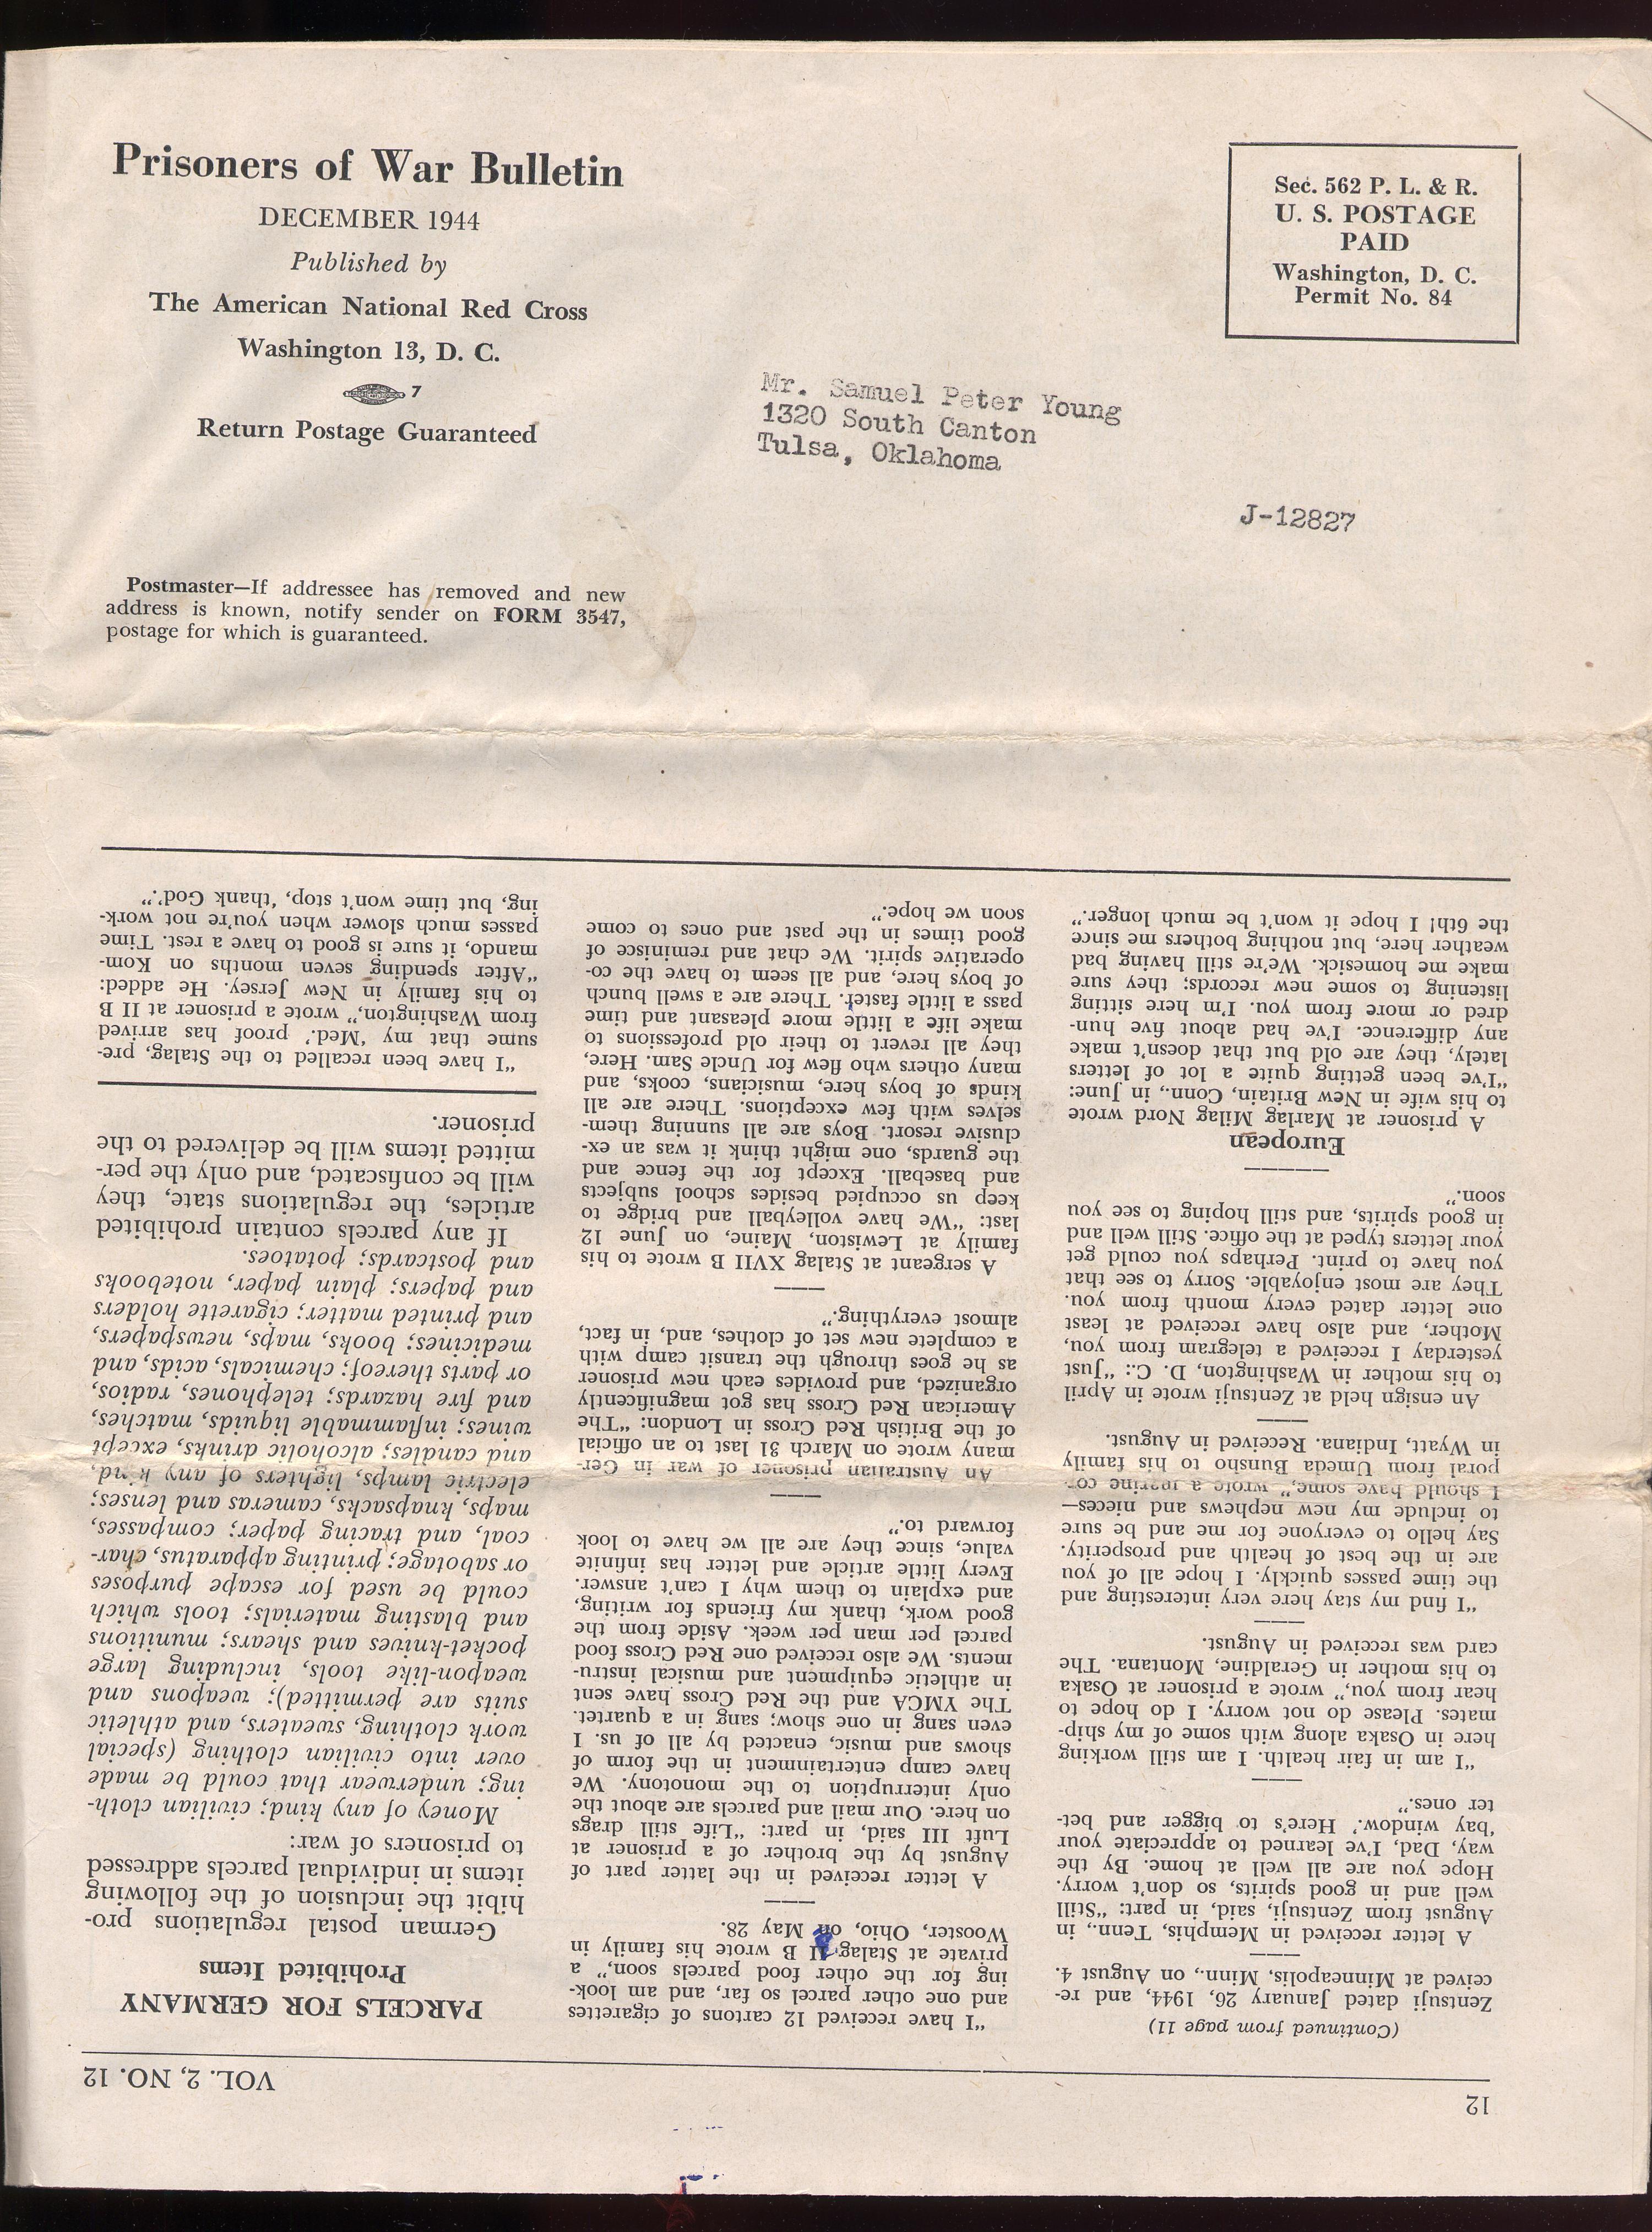 Prisoners of War Bulletin
DECEMBER 1944
Published by
The American National Red Cross
Washington 13, D. C.
7
Return Postage Guaranteed
Sec. 562 P. L. & R.
U. S. POSTAGE
PAID
Washington, D. C.
Permit No. 84
Mr. Samuel Peter Young
1320 South Canton
Tulsa, Oklahoma
J-12827
Postmaster—If addressee has removed and new
address is known, notify sender on FORM 3547,
postage for which is guaranteed.
12
VOL. 2, NO. 12
(Continued from page 11)
Zentsuji dated January 26, 1944, and re-
ceived at Minneapolis, Minn., on August 4.
A letter received in Memphis, Tenn., in
August from Zentsuji, said, in part: "Still
well and in good spirits, so don't worry.
Hope you are all well at home. By the
way, Dad, I've learned to appreciate your
'bay window.' Here's to bigger and bet-
ter ones."
"I am in fair health. I am still working
here in Osaka along with some of my ship-
mates. Please do not worry. I do hope to
hear from you," wrote a prisoner at Osaka
to his mother in Geraldine, Montana. The
card was received in August.
"I find my stay here very interesting and
the time passes quickly. I hope all of you
are in the best of health and prosperity.
Say hello to everyone for me and be sure
to include my new nephews and nieces—
I should have some," wrote a marine cor-
poral from Umeda Bunsho to his family
in Wyatt, Indiana. Received in August.
An ensign held at Zentsuji wrote in April
to his mother in Washington, D. C.: "Just
yesterday I received a telegram from you,
Mother, and also have received at least
one letter dated every month from you.
They are most enjoyable. Sorry to see that
you have to print. Perhaps you could get
your letters typed at the office. Still well and
in good spirits, and still hoping to see you
soon."
European
A prisoner at Marlag Milag Nord wrote
to his wife in New Britain, Conn., in June:
"I've been getting quite a lot of letters
lately, they are old but that doesn't make
any difference. I've had about five hun-
dred or more from you. I'm here sitting
listening to some new records; they sure
make me homesick. We're still having bad
weather here, but nothing bothers me since
the 6th! I hope it won't be much longer."
"I have received 12 cartons of cigarettes
and one other parcel so far, and am look-
ing for the other food parcels soon," a
private at Stalag II B wrote his family in
Wooster, Ohio, on May 28.
A letter received in the latter part of
August by the brother of a prisoner at
Luft III said, in part: "Life still drags
on here. Our mail and parcels are about the
only interruption to the monotony. We
have camp entertainment in the form of
shows and music, enacted by all of us. I
even sang in one show; sang in a quartet.
The YMCA and the Red Cross have sent
in athletic equipment and musical instru-
ments. We also received one Red Cross food
parcel per man per week. Aside from the
good work, thank my friends for writing,
and explain to them why I can't answer.
Every little article and letter has infinite
value, since they are all we have to look
forward to."
An Australian prisoner of war in Ger-
many wrote on March 31 last to an official
of the British Red Cross in London: "The
American Red Cross has got magnificently
organized, and provides each new prisoner
as he goes through the transit camp with
a complete new set of clothes, and, in fact,
almost everything."
A sergeant at Stalag XVII B wrote to his
family at Lewiston, Maine, on June 12
last: "We have volleyball and bridge to
keep us occupied besides school subjects
and baseball. Except for the fence and
the guards, one might think it was an ex-
clusive resort. Boys are all sunning them-
selves with few exceptions. There are all
kinds of boys here, musicians, cooks, and
many others who flew for Uncle Sam. Here,
they all revert to their old professions to
make life a little more pleasant and time
pass a little faster. There are a swell bunch
of boys here, and all seem to have the co-
operative spirit. We chat and reminisce of
good times in the past and ones to come
soon we hope."
PARCELS FOR GERMANY
Prohibited Items
German postal regulations pro-
hibit the inclusion of the following
items in individual parcels addressed
to prisoners of war:
Money of any kind; civilian cloth-
ing; underwear that could be made
over into civilian clothing (special
work clothing, sweaters, and athletic
suits are permitted); weapons and
weapon-like tools, including large
pocket-knives and shears; munitions
and blasting materials; tools which
could be used for escape purposes
or sabotage; printing apparatus, char-
coal, and tracing paper; compasses,
maps, knapsacks, cameras and lenses;
electric lamps, lighters of any kind,
and candles; alcoholic drinks, except
wines; inflammable liquids, matches,
and fire hazards; telephones, radios,
or parts thereof; chemicals, acids, and
medicines; books, maps, newspapers,
and printed matter; cigarette holders
and papers; plain paper, notebooks
and postcards; potatoes.
If any parcels contain prohibited
articles, the regulations state, they
will be confiscated, and only the per-
mitted items will be delivered to the
prisoner.
"I have been recalled to the Stalag, pre-
sume that my 'Med.' proof has arrived
from Washington," wrote a prisoner at II B
to his family in New Jersey. He added:
"After spending seven months on Kom-
mando, it sure is good to have a rest. Time
passes much slower when you're not work-
ing, but time won't stop, 'thank God'."